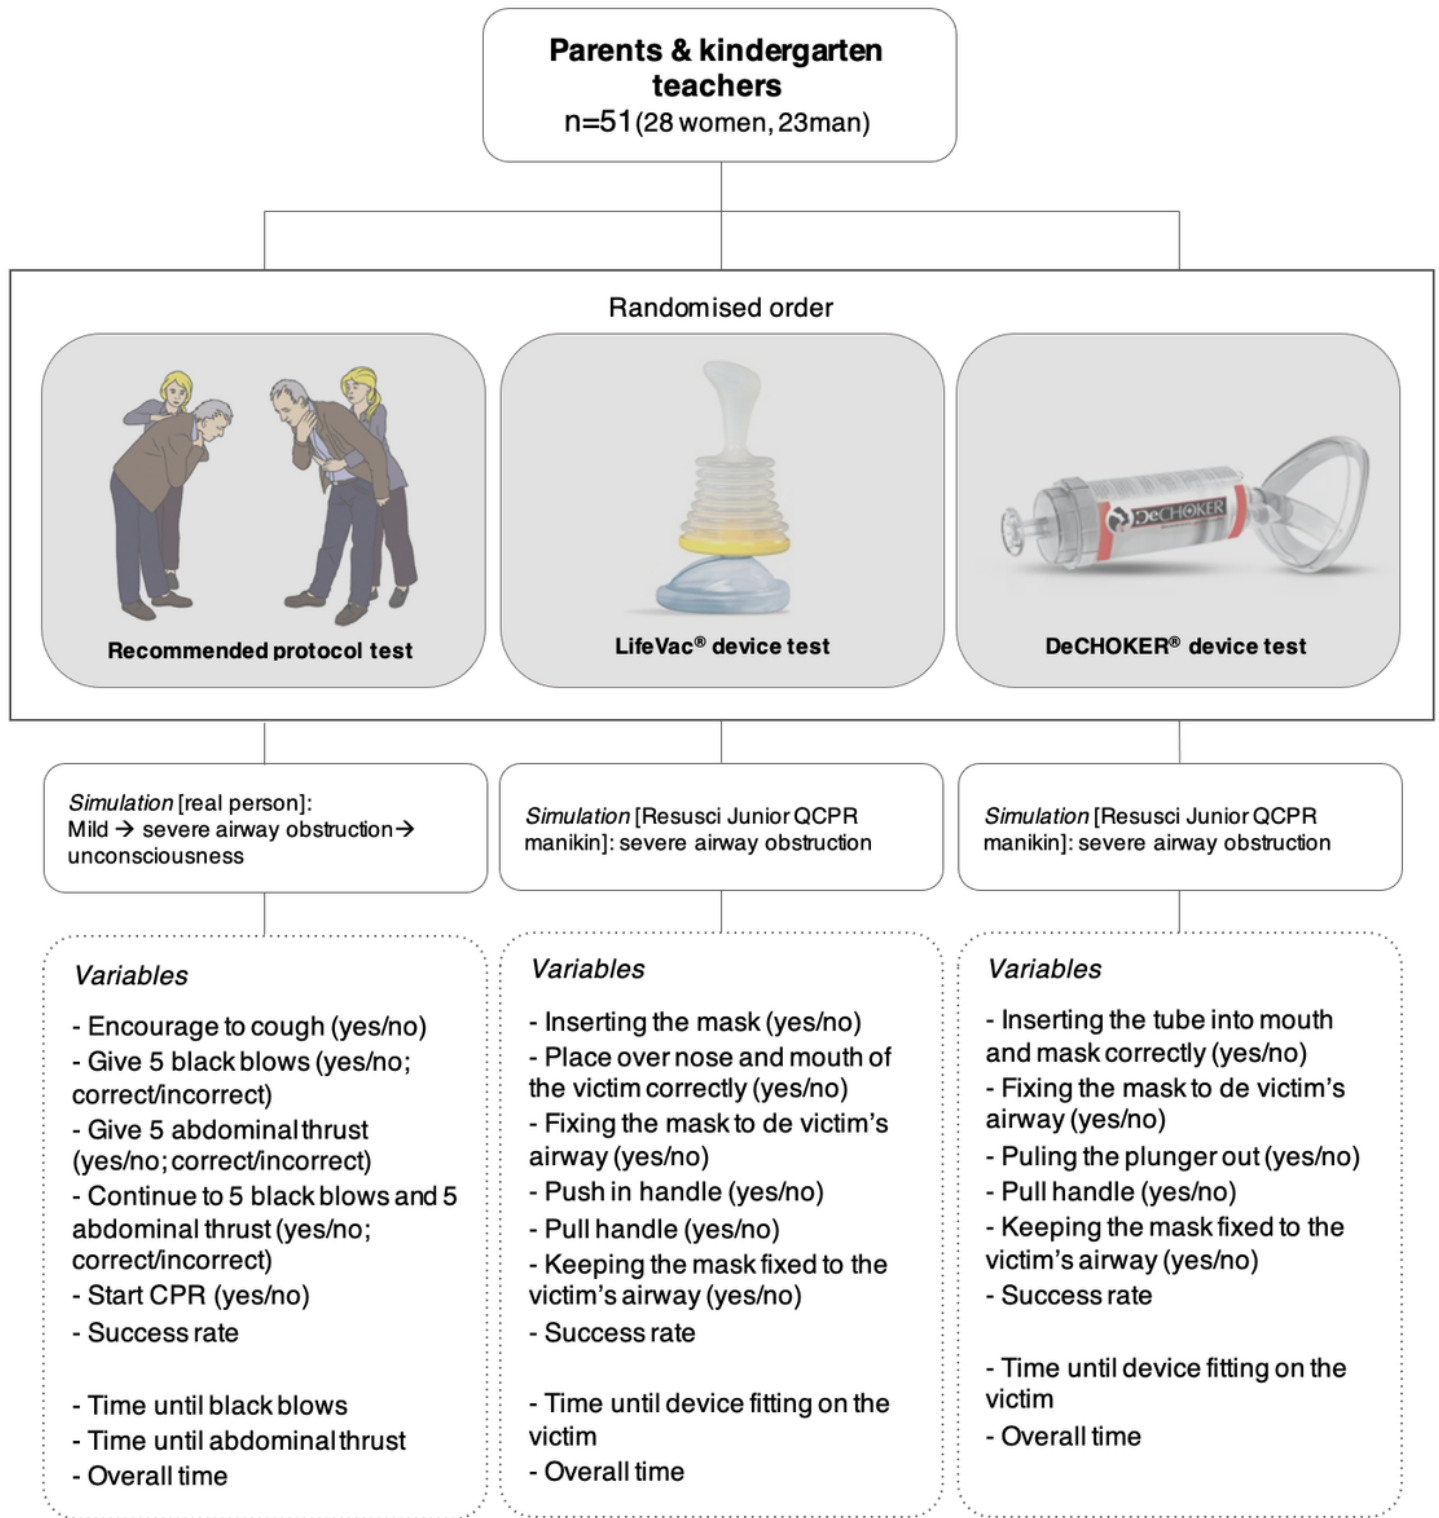 Parents & kindergarten
teachers
n=51(28 women, 23man)
Randomised order
Recommended protocol test
LifeVac® device test
DeCHOKER
DeCHOKER® device test
Simulation [real person]:
Mild → severe airway obstruction→
unconsciousness
Simulation [Resusci Junior QCPR
manikin]: severe airway obstruction
Simulation [Resusci Junior QCPR
manikin]: severe airway obstruction
Variables
- Encourage to cough (yes/no)
- Give 5 black blows (yes/no;
correct/incorrect)
- Give 5 abdominal thrust
(yes/no; correct/incorrect)
- Continue to 5 black blows and 5
abdominal thrust (yes/no;
correct/incorrect)
- Start CPR (yes/no)
- Success rate
- Time until black blows
- Time until abdominal thrust
- Overall time
Variables
- Inserting the mask (yes/no)
- Place over nose and mouth of
the victim correctly (yes/no)
- Fixing the mask to de victim's
airway (yes/no)
- Push in handle (yes/no)
- Pull handle (yes/no)
- Keeping the mask fixed to the
victim's airway (yes/no)
- Success rate
- Time until device fitting on the
victim
- Overall time
Variables
- Inserting the tube into mouth
and mask correctly (yes/no)
- Fixing the mask to de victim's
airway (yes/no)
- Puling the plunger out (yes/no)
- Pull handle (yes/no)
- Keeping the mask fixed to the
victim's airway (yes/no)
- Success rate
- Time until device fitting on the
victim
- Overall time